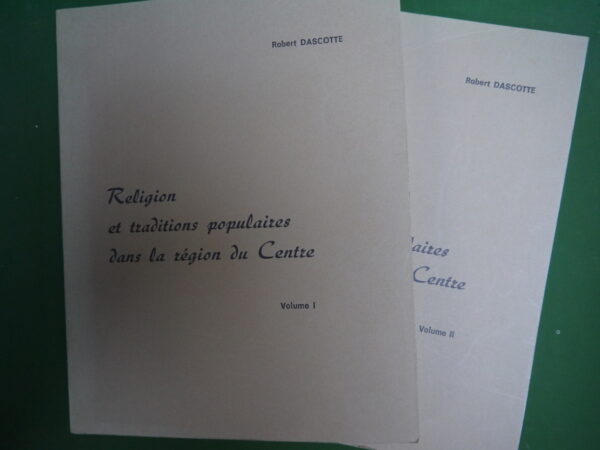 Robert DASCOTTE
Religion
et traditions populaires
dans la région du Centre
Volume I
Robert DASCOTTE
laires
Centre
Volume II